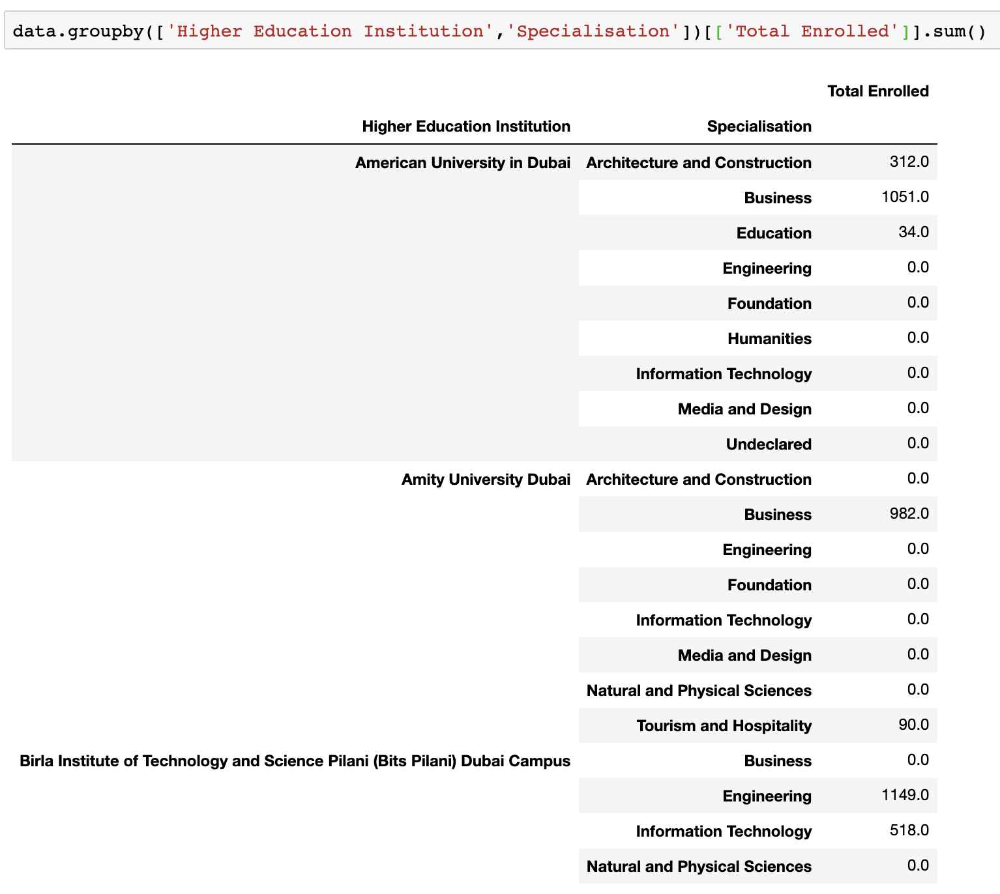 data.groupby(['Higher Education Institution','Specialisation'])[['Total Enrolled']].sum()
Total Enrolled
Higher Education Institution Specialisation
American University in Dubai Architecture and Construction 312.0
Business 1051.0
Education 34.0
Engineering 0.0
Foundation 0.0
Humanities 0.0
Information Technology 0.0
Media and Design 0.0
Undeclared 0.0
Amity University Dubai Architecture and Construction 0.0
Business 982.0
Engineering 0.0
Foundation 0.0
Information Technology 0.0
Media and Design 0.0
Natural and Physical Sciences 0.0
Tourism and Hospitality 90.0
Birla Institute of Technology and Science Pilani (Bits Pilani) Dubai Campus Business 0.0
Engineering 1149.0
Information Technology 518.0
Natural and Physical Sciences 0.0